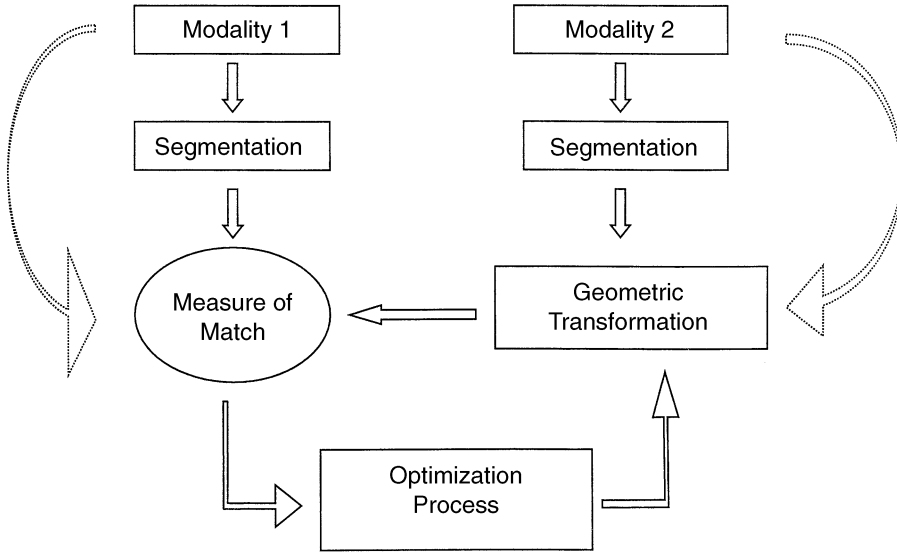 Modality 1
Modality 2
Segmentation
Segmentation
Measure of
Match
Geometric
Transformation
Optimization
Process